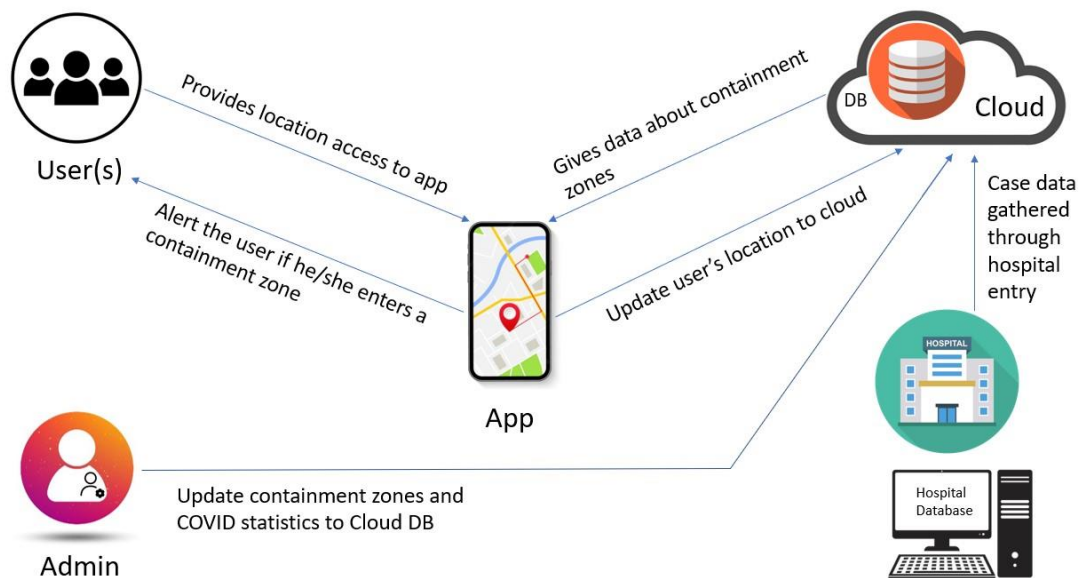 User(s)
Provides location access to app
Alert the user if he/she enters a
containment zone
Gives data about containment
zones
Update user's location to cloud
DB
Cloud
Case data
gathered
through
hospital
entry
App
HOSPITAL
Hospital
Database
Update containment zones and
COVID statistics to Cloud DB
Admin